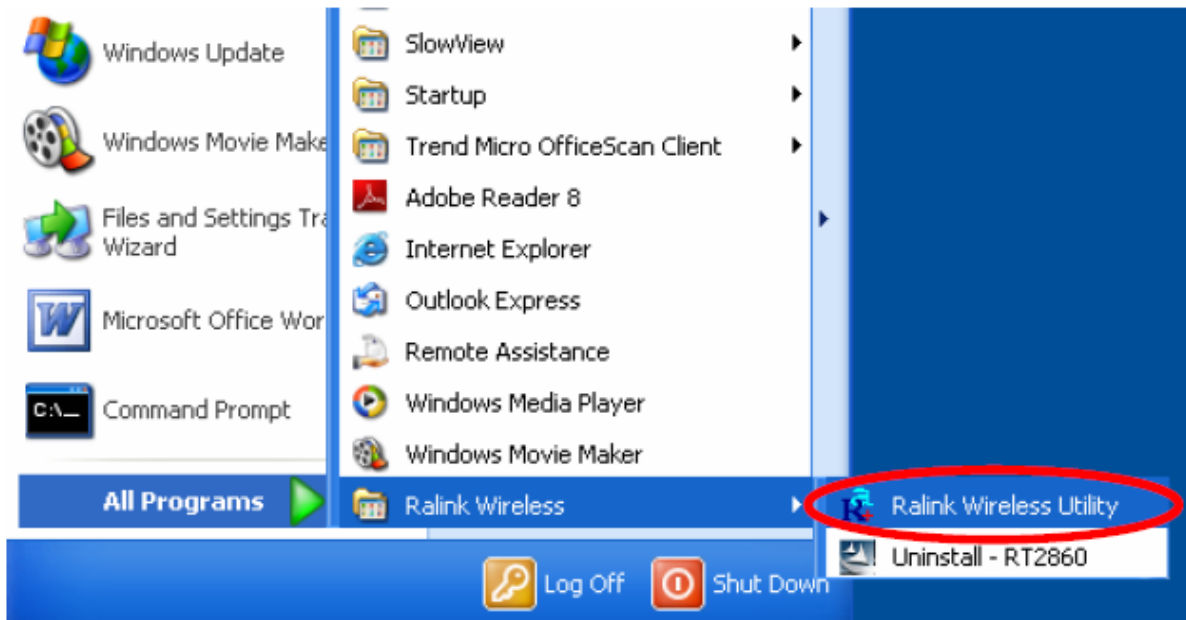 Windows Update
Windows Movie Make
Files and Settings Tra
Wizard
Microsoft Office Wor
C:\_
Command Prompt
All Programs
SlowView
Startup
Trend Micro OfficeScan Client
Adobe Reader 8
Internet Explorer
Outlook Express
Remote Assistance
Windows Media Player
Windows Movie Maker
Ralink Wireless
Ralink Wireless Utility
Uninstall - RT2860
Log Off
Shut Down